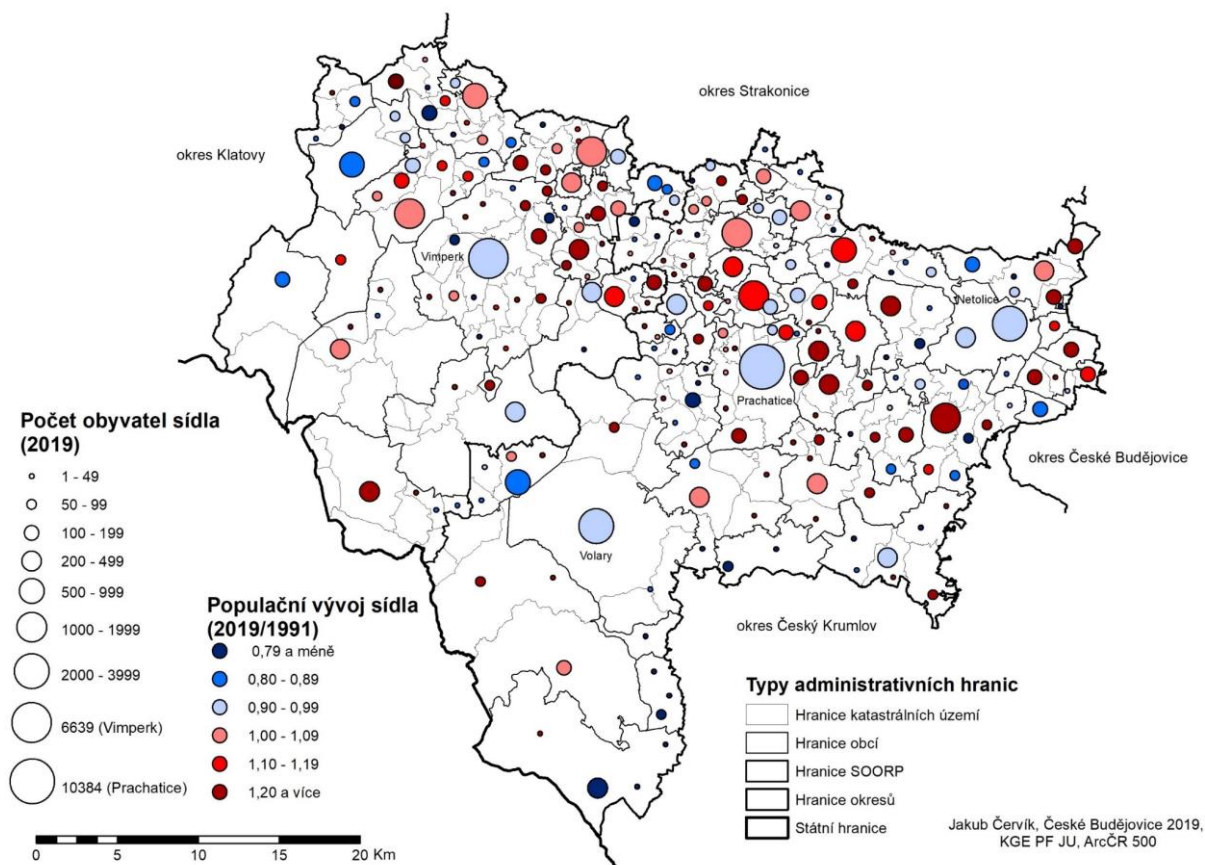 okres Strakonice
okres Klatovy
Vimperk
Netolice
Prachatice
okres České Budějovice
Volary
okres Český Krumlov
Počet obyvatel sídla
(2019)
1 - 49
50 - 99
100 - 199
200 - 499
500 - 999
1000 - 1999
2000 - 3999
6639 (Vimperk)
10384 (Prachatice)
Populační vývoj sídla
(2019/1991)
0,79 a méně
0,80 - 0,89
0,90 - 0,99
1,00 - 1,09
1,10 - 1,19
1,20 a více
Typy administrativních hranic
Hranice katastrálních území
Hranice obcí
Hranice SOORP
Hranice okresů
Státní hranice
0 5 10 20 Km
Jakub Červík, České Budějovice 2019,
KGE PF JU, ArcČR 500